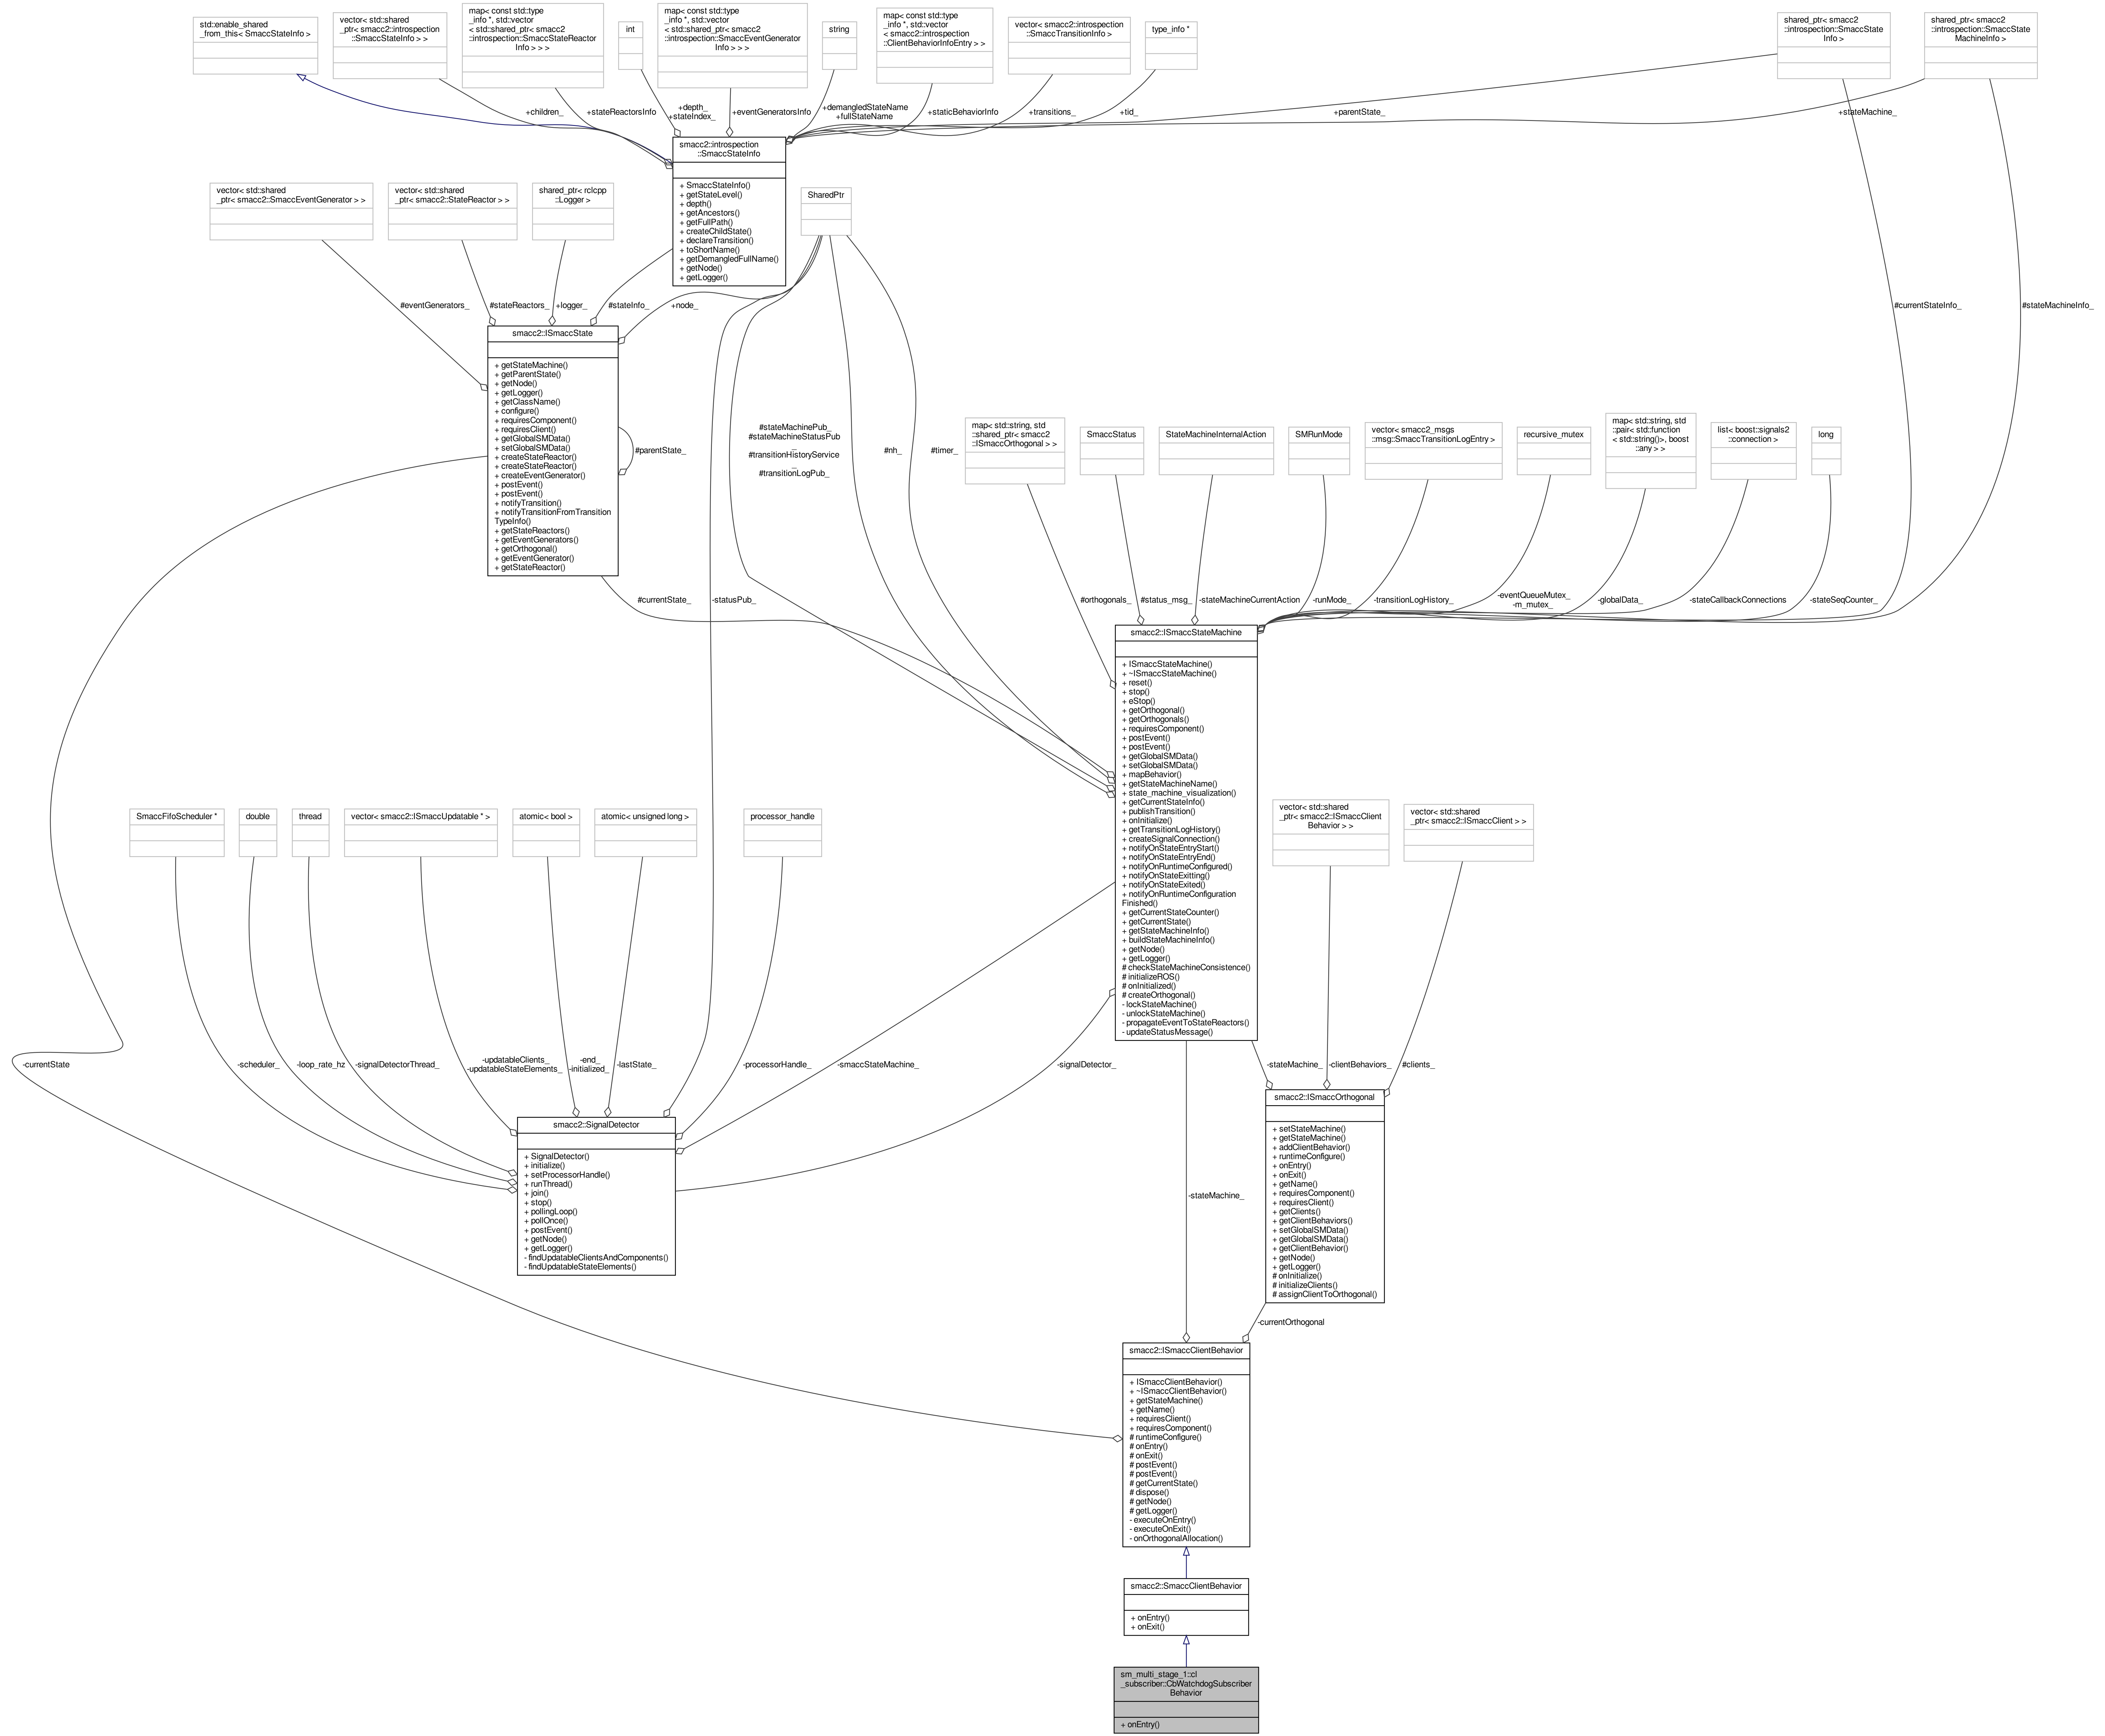 std::enable_shared
_from_this< SmaccStateInfo >
vector< std::shared
_ptr< smacc2::introspection
::SmaccStateInfo > >
map< const std::type
_info *, std::vector
< std::shared_ptr< smacc2
::introspection::SmaccStateReactor
Info > > >
int
map< const std::type
_info *, std::vector
< std::shared_ptr< smacc2
::introspection::SmaccEventGenerator
Info > > >
string
map< const std::type
_info *, std::vector
< smacc2::introspection
::ClientBehaviorInfoEntry > >
vector< smacc2::introspection
::SmaccTransitionInfo >
type_info *
shared_ptr< smacc2
::introspection::SmaccState
Info >
shared_ptr< smacc2
::introspection::SmaccState
MachineInfo >
+children_
+stateReactorsInfo
+depth_
+stateIndex_
+eventGeneratorsInfo
+demangledStateName
+fullStateName
+staticBehaviorInfo
+transitions_
+tid_
+parentState_
+stateMachine_
smacc2::introspection
::SmaccStateInfo
+ SmaccStateInfo()
+ getStateLevel()
+ depth()
+ getAncestors()
+ getFullPath()
+ createChildState()
+ declareTransition()
+ toShortName()
+ getDemangledFullName()
+ getNode()
+ getLogger()
vector< std::shared
_ptr< smacc2::SmaccEventGenerator > >
vector< std::shared
_ptr< smacc2::StateReactor > >
shared_ptr< rclcpp
::Logger >
SharedPtr
#eventGenerators_
#stateReactors_
+logger_
#stateInfo_
+node_
#currentStateInfo_
#stateMachineInfo_
smacc2::ISmaccState
+ getStateMachine()
+ getParentState()
+ getNode()
+ getLogger()
+ getClassName()
+ configure()
+ requiresComponent()
+ requiresClient()
+ getGlobalSMData()
+ setGlobalSMData()
+ createStateReactor()
+ createStateReactor()
+ createEventGenerator()
+ postEvent()
+ postEvent()
+ notifyTransition()
+ notifyTransitionFromTransition
TypeInfo()
+ getStateReactors()
+ getEventGenerators()
+ getOrthogonal()
+ getEventGenerator()
+ getStateReactor()
#parentState_
#stateMachinePub_
#stateMachineStatusPub
_
#transitionHistoryService
_
#transitionLogPub_
#nh_
#timer_
map< std::string, std
::shared_ptr< smacc2
::ISmaccOrthogonal > >
SmaccStatus
StateMachineInternalAction
SMRunMode
vector< smacc2_msgs
::msg::SmaccTransitionLogEntry >
recursive_mutex
map< std::string, std
::pair< std::function
< std::string()>, boost
::any > >
list< boost::signals2
::connection >
long
#currentState_
-statusPub_
#orthogonals_
#status_msg_
-stateMachineCurrentAction
-runMode_
-transitionLogHistory_
-eventQueueMutex_
-m_mutex_
-globalData_
-stateCallbackConnections
-stateSeqCounter_
smacc2::ISmaccStateMachine
+ ISmaccStateMachine()
+ ~ISmaccStateMachine()
+ reset()
+ stop()
+ eStop()
+ getOrthogonal()
+ getOrthogonals()
+ requiresComponent()
+ postEvent()
+ postEvent()
+ getGlobalSMData()
+ setGlobalSMData()
+ mapBehavior()
+ getStateMachineName()
+ state_machine_visualization()
+ getCurrentStateInfo()
+ publishTransition()
+ onInitialize()
+ getTransitionLogHistory()
+ createSignalConnection()
+ notifyOnStateEntryStart()
+ notifyOnStateEntryEnd()
+ notifyOnRuntimeConfigured()
+ notifyOnStateExitting()
+ notifyOnStateExited()
+ notifyOnRuntimeConfiguration
Finished()
+ getCurrentStateCounter()
+ getCurrentState()
+ getStateMachineInfo()
+ buildStateMachineInfo()
+ getNode()
+ getLogger()
# checkStateMachineConsistence()
# initializeROS()
# onInitialized()
# createOrthogonal()
- lockStateMachine()
- unlockStateMachine()
- propagateEventToStateReactors()
- updateStatusMessage()
SmaccFifoScheduler *
double
thread
vector< smacc2::ISmaccUpdatable * >
atomic< bool >
atomic< unsigned long >
processor_handle
vector< std::shared
_ptr< smacc2::ISmaccClient
Behavior > >
vector< std::shared
_ptr< smacc2::ISmaccClient > >
-currentState
-scheduler_
-loop_rate_hz
-signalDetectorThread_
-updatableClients_
-updatableStateElements_
-end_
-initialized_
-lastState_
-processorHandle_
-smaccStateMachine_
-signalDetector_
-stateMachine_
-clientBehaviors_
#clients_
smacc2::SignalDetector
+ SignalDetector()
+ initialize()
+ setProcessorHandle()
+ runThread()
+ join()
+ stop()
+ pollingLoop()
+ pollOnce()
+ postEvent()
+ getNode()
+ getLogger()
- findUpdatableClientsAndComponents()
- findUpdatableStateElements()
smacc2::ISmaccOrthogonal
+ setStateMachine()
+ getStateMachine()
+ addClientBehavior()
+ runtimeConfigure()
+ onEntry()
+ onExit()
+ getName()
+ requiresComponent()
+ requiresClient()
+ getClients()
+ getClientBehaviors()
+ setGlobalSMData()
+ getGlobalSMData()
+ getClientBehavior()
+ getNode()
+ getLogger()
# onInitialize()
# initializeClients()
# assignClientToOrthogonal()
-stateMachine_
-currentOrthogonal
smacc2::ISmaccClientBehavior
+ ISmaccClientBehavior()
+ ~ISmaccClientBehavior()
+ getStateMachine()
+ getName()
+ requiresClient()
+ requiresComponent()
# runtimeConfigure()
# onEntry()
# onExit()
# postEvent()
# postEvent()
# getCurrentState()
# dispose()
# getNode()
# getLogger()
- executeOnEntry()
- executeOnExit()
- onOrthogonalAllocation()
smacc2::SmaccClientBehavior
+ onEntry()
+ onExit()
sm_multi_stage_1::cl
_subscriber::CbWatchdogSubscriber
Behavior
+ onEntry()